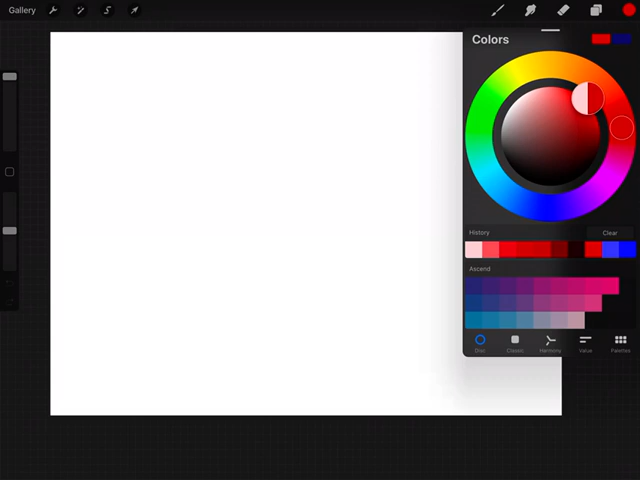 Gallery
Colors
History
Clear
Ascend
Disc
Classic
Harmony
Value
Palettes